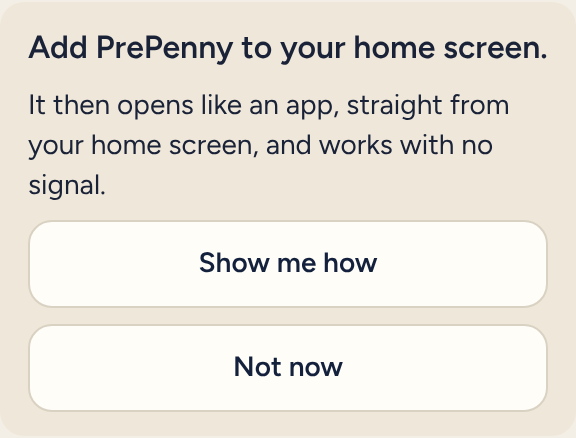 Add PrePenny to your home screen.
It then opens like an app, straight from
your home screen, and works with no
signal.
Show me how
Not now